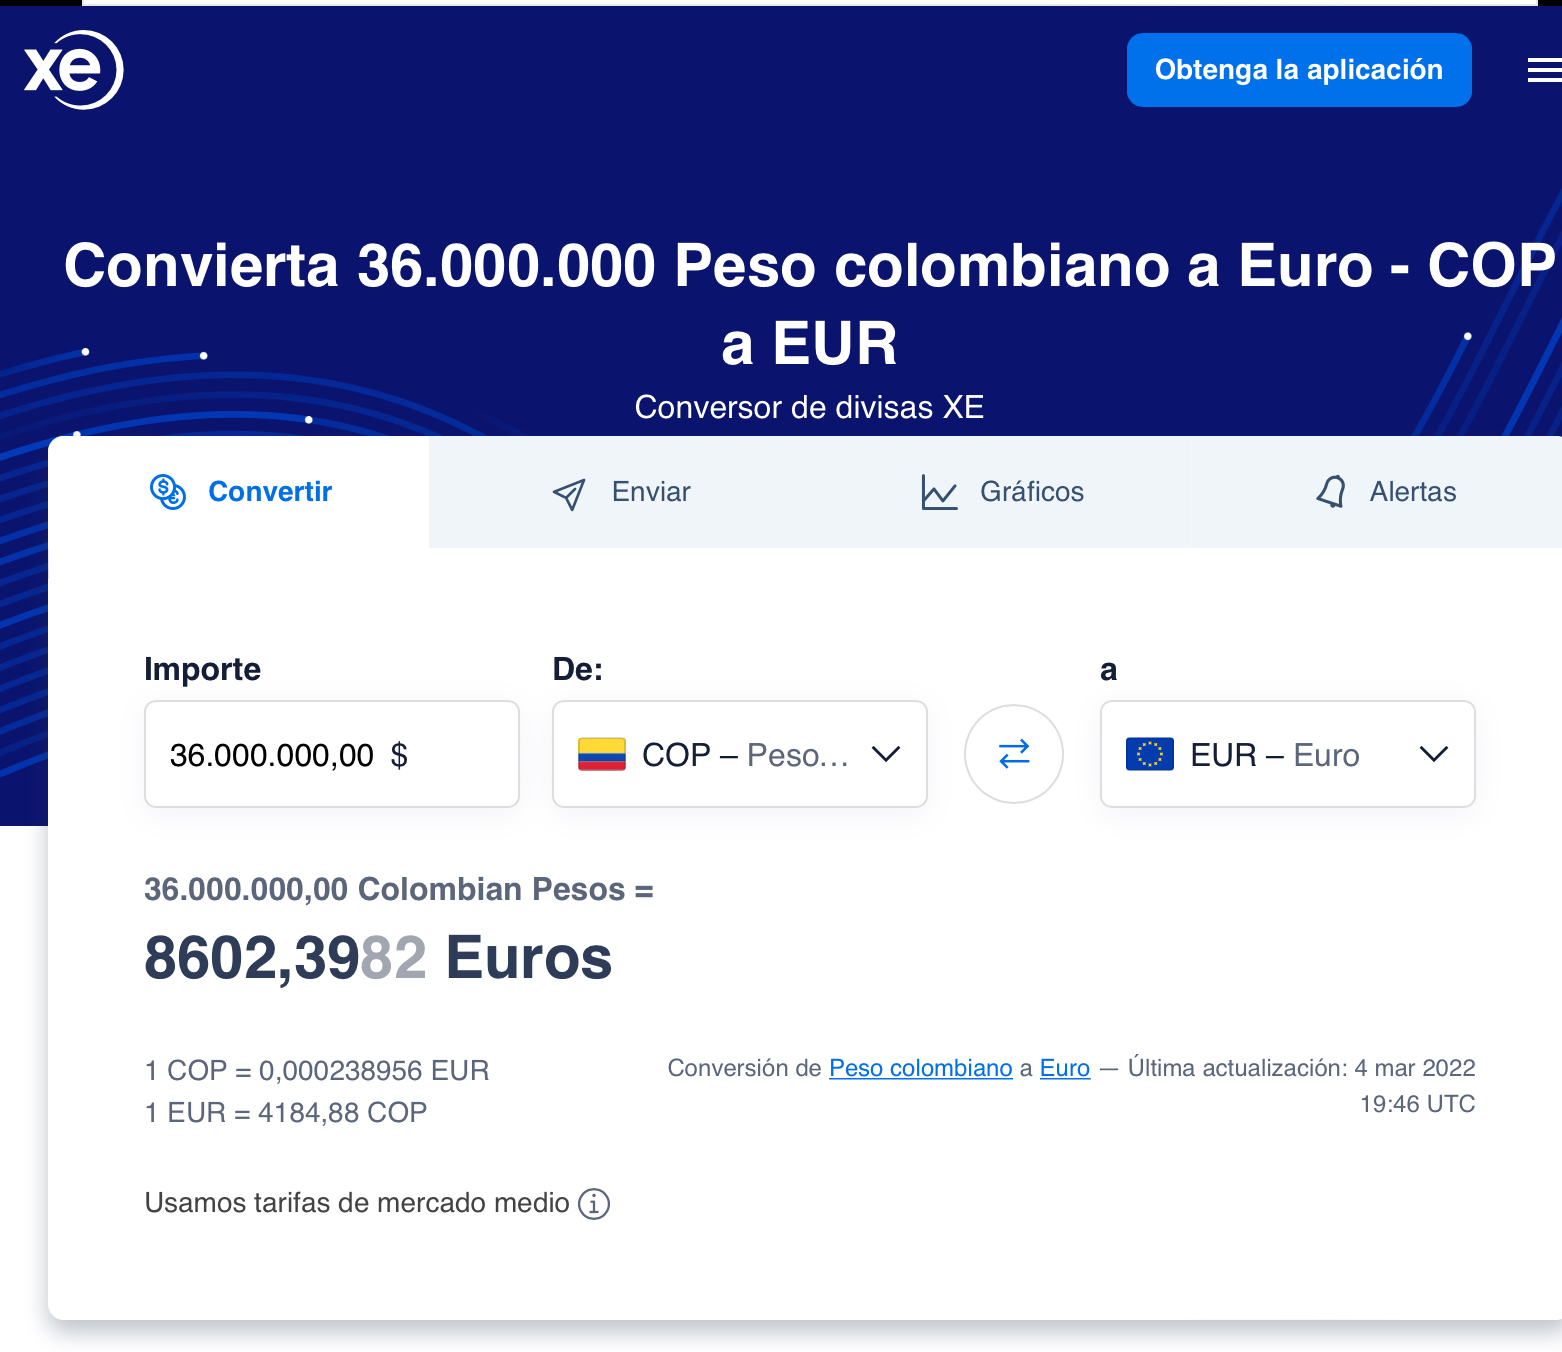 xe
Obtenga la aplicación
Convierta 36.000.000 Peso colombiano a Euro - COP
a EUR
Conversor de divisas XE
Convertir
Enviar
Gráficos
Alertas
Importe
De:
a
36.000.000,00 $
COP – Peso...
EUR – Euro
36.000.000,00 Colombian Pesos =
8602,3982 Euros
1 COP = 0,000238956 EUR
1 EUR = 4184,88 COP
Conversión de Peso colombiano a Euro — Última actualización: 4 mar 2022
19:46 UTC
Usamos tarifas de mercado medio